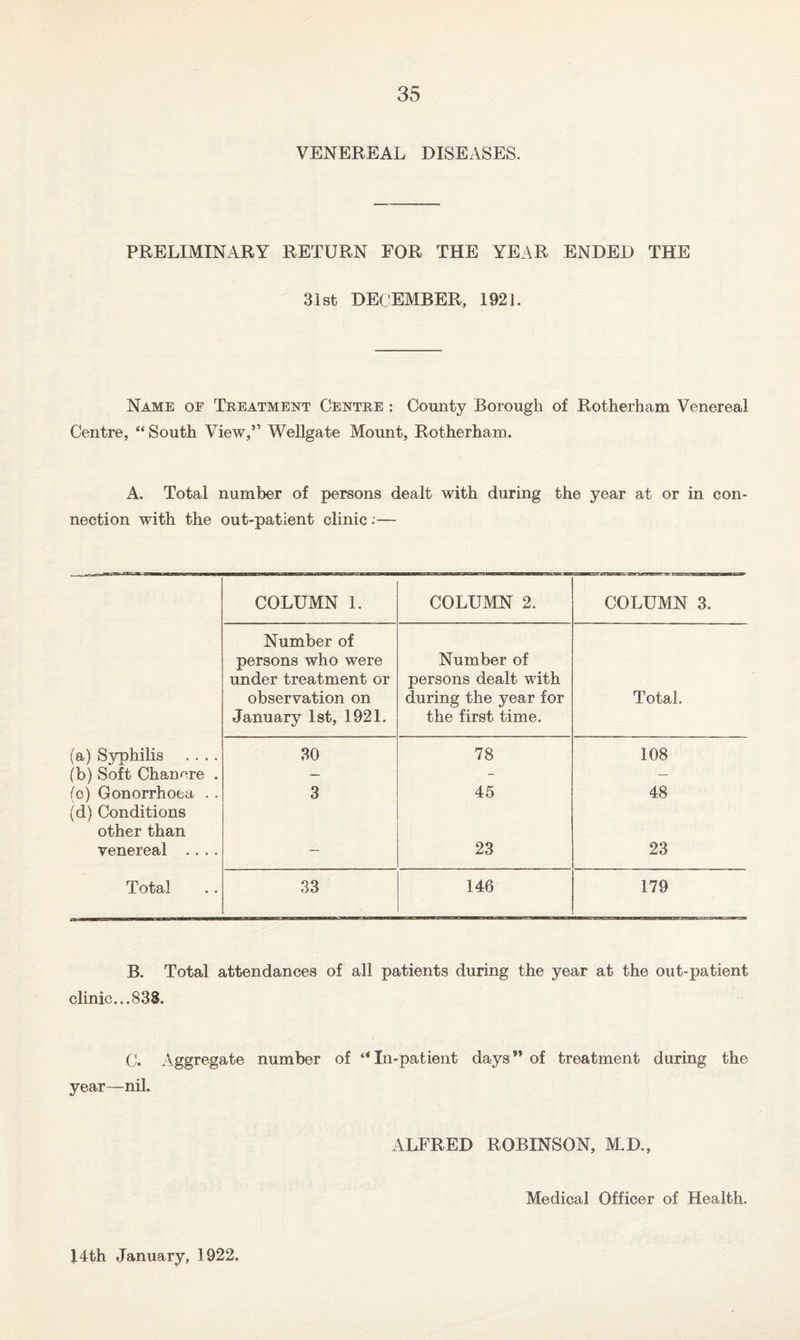 35
VENEREAL DISEASES.
PRELIMINARY RETURN FOR THE YEAR ENDED THE
31st DECEMBER, 1921.
Name of Treatment Centre : County Borough of Rotherham Venereal
Centre, “South View,” Wellgate Mount, Rotherham.
A. Total number of persons dealt with during the year at or in con-
nection with the out-patient clinic:—
COLUMN 1. COLUMN 2. COLUMN 3.
Number of
persons who were
under treatment or
observation on
January 1st, 1921.
Number of
persons dealt with
during the year for
the first time.
Total.
(a) Syphilis .... 30 78 108
(b) Soft Chancre . — – —
(c) Gonorrhoea .. 3 45 48
(d) Conditions
other than
venereal .... — 23 23
Total .. 33 146 179
B. Total attendances of all patients during the year at the out-patient
clinic...838.
C. Aggregate number of “In-patient days” of treatment during the
year—nil.
ALFRED ROBINSON, M.D.,
Medical Officer of Health.
14th January, 1922.